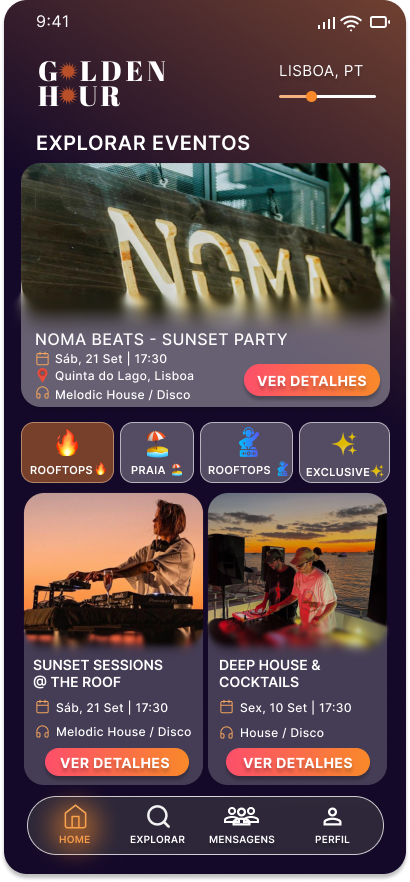 9:41
GOLDEN
HOUR
LISBOA, PT
EXPLORAR EVENTOS
NOMA
NOMA BEATS - SUNSET PARTY
Sáb, 21 Set | 17:30
Quinta do Lago, Lisboa
Melodic House / Disco
VER DETALHES
ROOFTOPS🔥
PRAIA 🏖️
ROOFTOPS
EXCLUSIVE✨
SUNSET SESSIONS
@ THE ROOF
Sáb, 21 Set | 17:30
Melodic House / Disco
VER DETALHES
DEEP HOUSE &
COCKTAILS
Sex, 10 Set | 17:30
House / Disco
VER DETALHES
HOME
EXPLORAR
MENSAGENS
PERFIL